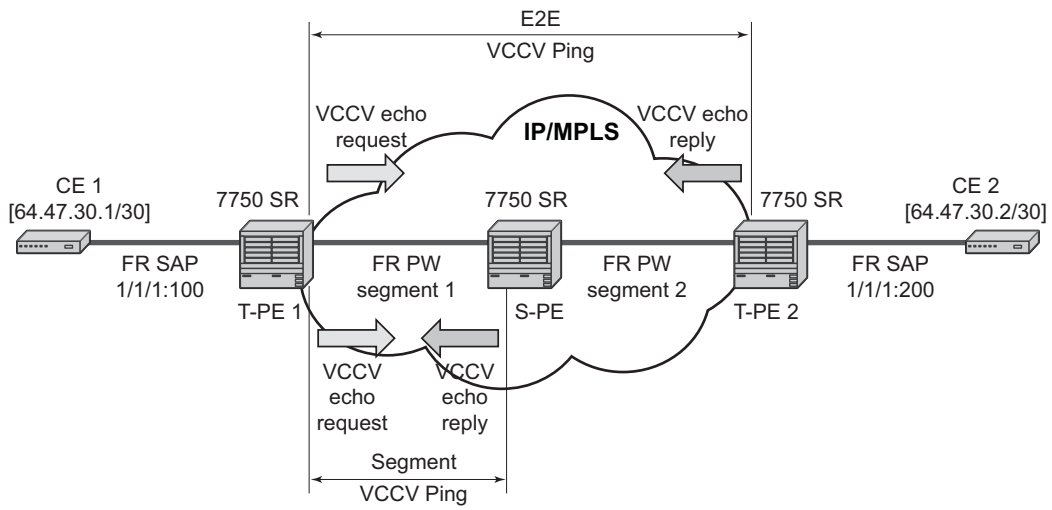 E2E
VCCV Ping
VCCV echo
request
IP/MPLS
VCCV echo
reply
CE 1
[64.47.30.1/30]
7750 SR
7750 SR
7750 SR
CE 2
[64.47.30.2/30]
FR SAP
1/1/1:100
T-PE 1
FR PW
segment 1
S-PE
FR PW
segment 2
T-PE 2
FR SAP
1/1/1:200
VCCV
echo
request
VCCV
echo
reply
Segment
VCCV Ping